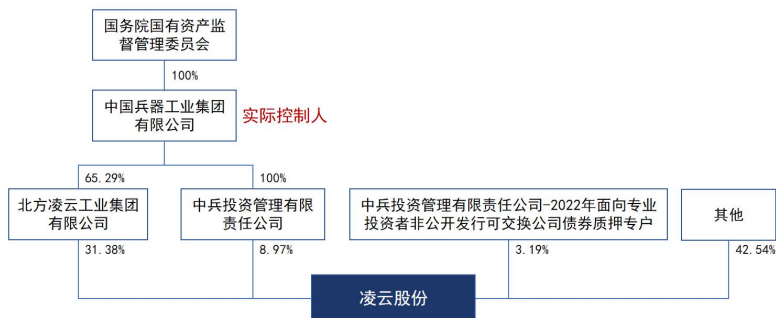 国务院国有资产监
督管理委员会
100%
中国兵器工业集团
有限公司
实际控制人
65.29%
100%
北方凌云工业集团
有限公司
中兵投资管理有限
责任公司
中兵投资管理有限责任公司-2022年面向专业
投资者非公开发行可交换公司债券质押专户
其他
31.38%
8.97%
3.19%
42.54%
凌云股份